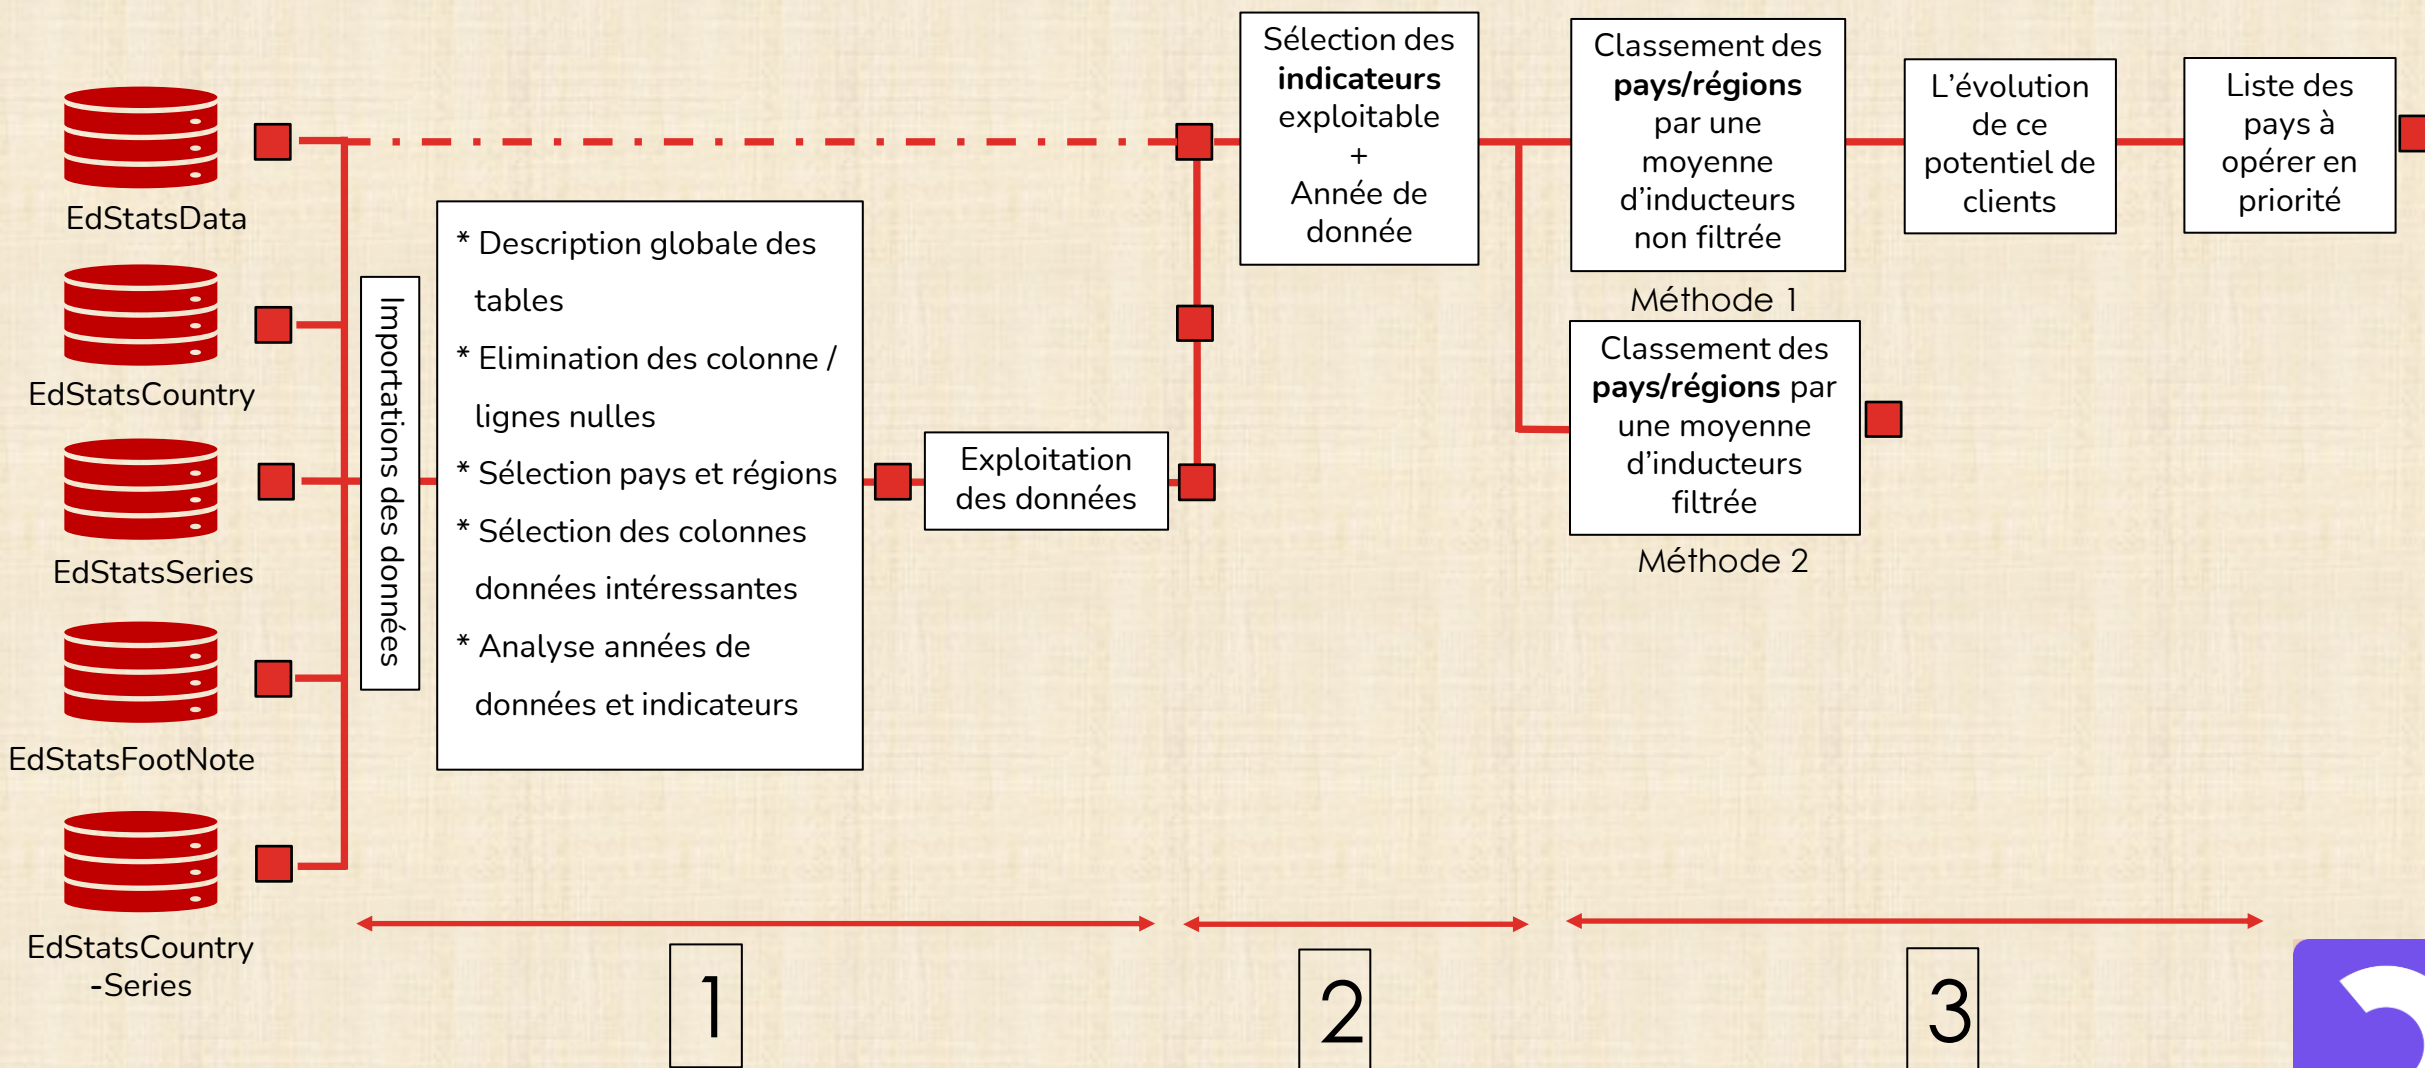 EdStatsData
EdStatsCountry
EdStatsSeries
EdStatsFootNote
EdStatsCountry
-Series
Importations des données
* Description globale des
tables
* Elimination des colonne /
lignes nulles
* Sélection pays et régions
* Sélection des colonnes
données intéressantes
* Analyse années de
données et indicateurs
Exploitation
des données
Sélection des
indicateurs
exploitable
+
Année de
donnée
Classement des
pays/régions
par une
moyenne
d’inducteurs
non filtrée
Méthode 1
Classement des
pays/régions par
une moyenne
d’inducteurs
filtrée
Méthode 2
L’évolution
de ce
potentiel de
clients
Liste des
pays à
opérer en
priorité
1
2
3